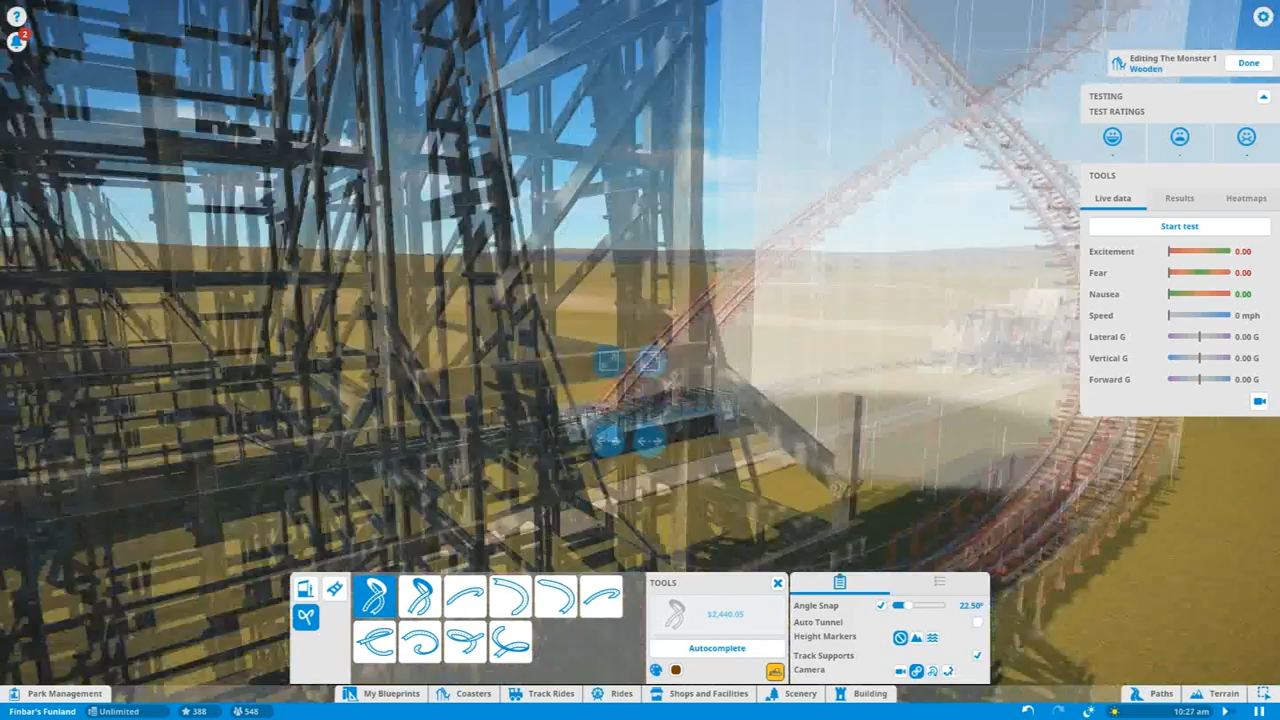 ?
2
Editing The Monster 1
Wooden
Done
TESTING
TEST RATINGS
-
-
-
TOOLS
Live data
Results
Heatmaps
Start test
Excitement
0.00
Fear
0.00
Nausea
0.00
Speed
0 mph
Lateral G
0.00 G
Vertical G
0.00 G
Forward G
0.00 G
TOOLS
$2,440.05
Autocomplete
Angle Snap
22.50°
Auto Tunnel
Height Markers
Track Supports
Camera
Park Management
My Blueprints
Coasters
Track Rides
Rides
Shops and Facilities
Scenery
Building
Paths
Terrain
Finbar's Funland
Unlimited
388
548
10:27 am